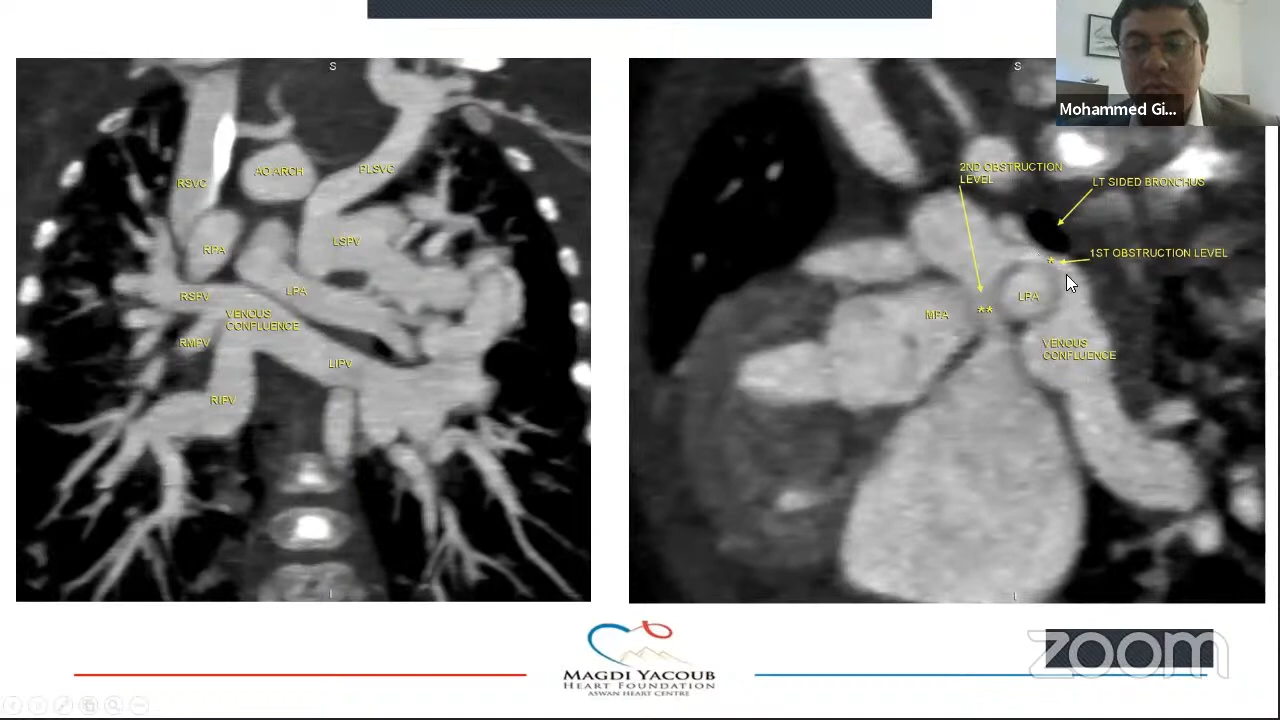 Mohammed Gi...
S
RSVC
AO ARCH
PLSVC
RPA
LSPV
LPA
RSPV
VENOUS
CONFLUENCE
RMPV
LIPV
RIPV
I
S
2ND OBSTRUCTION
LEVEL
LT SIDED BRONCHUS
*
1ST OBSTRUCTION LEVEL
LPA
MPA
**
VENOUS
CONFLUENCE
I
MAGDI YACOUB
HEART FOUNDATION
ASWAN HEART CENTRE
zoom